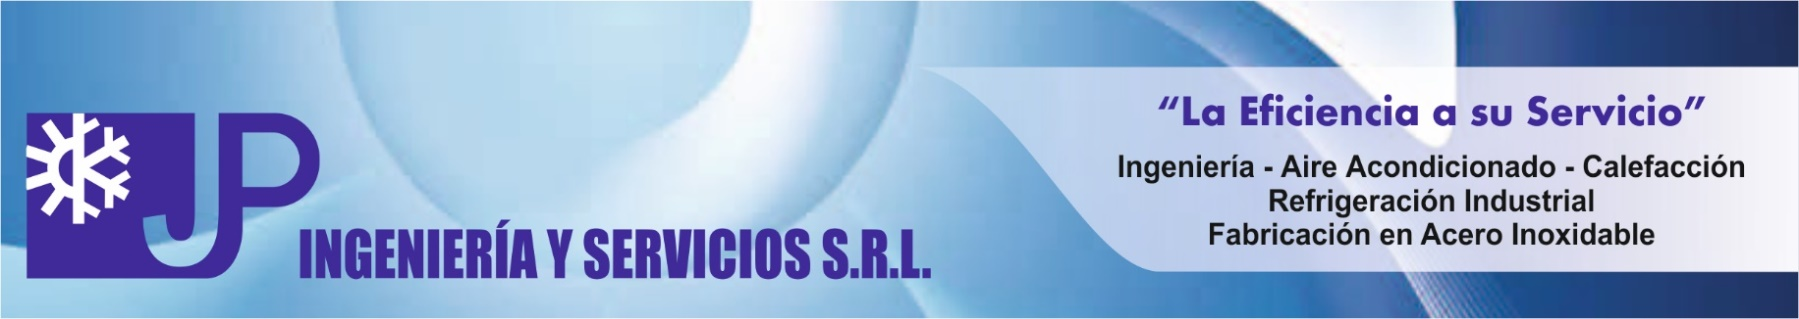 JP
INGENIERÍA Y SERVICIOS S.R.L.
“La Eficiencia a su Servicio”
Ingeniería - Aire Acondicionado - Calefacción
Refrigeración Industrial
Fabricación en Acero Inoxidable